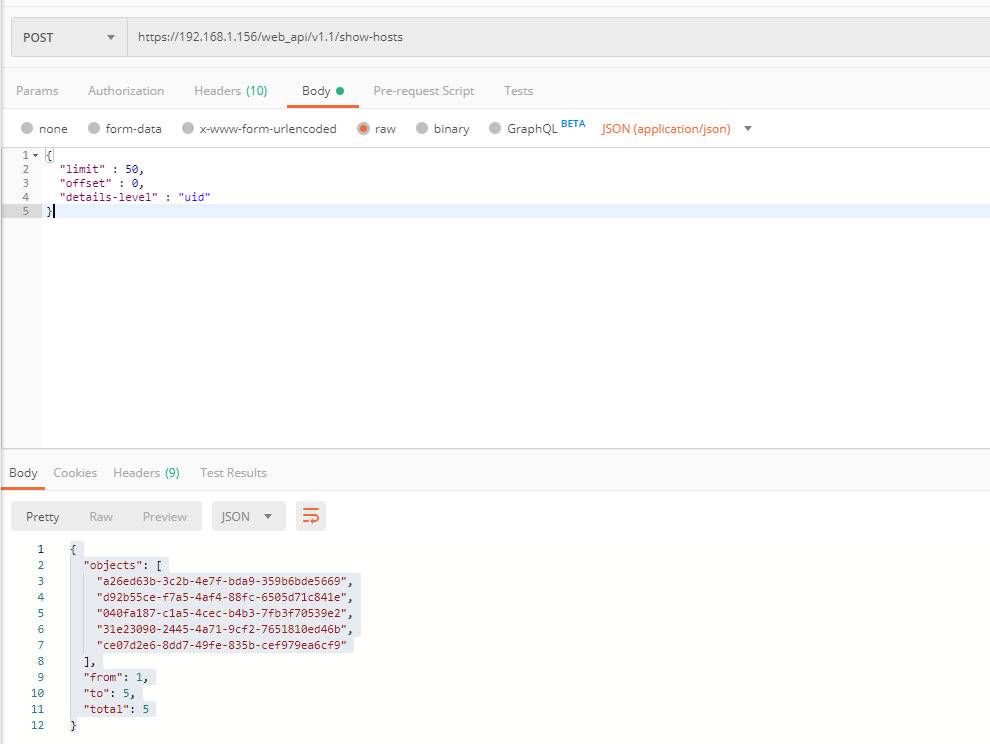 POST https://192.168.1.156/web_api/v1.1/show-hosts
Params Authorization Headers (10) Body Pre-request Script Tests
none form-data x-www-form-urlencoded raw binary GraphQL BETA JSON (application/json)
1 {
2 "limit" : 50,
3 "offset" : 0,
4 "details-level" : "uid"
5 }
Body Cookies Headers (9) Test Results
Pretty Raw Preview JSON
1 {
2 "objects": [
3 "a26ed63b-3c2b-4e7f-bda9-359b6bde5669",
4 "d92b55ce-f7a5-4af4-88fc-6505d71c841e",
5 "040fa187-c1a5-4cec-b4b3-7fb3f70539e2",
6 "31e23090-2445-4a71-9cf2-7651810ed46b",
7 "ce07d2e6-8dd7-49fe-835b-cef979ea6cf9"
8 ],
9 "from": 1,
10 "to": 5,
11 "total": 5
12 }